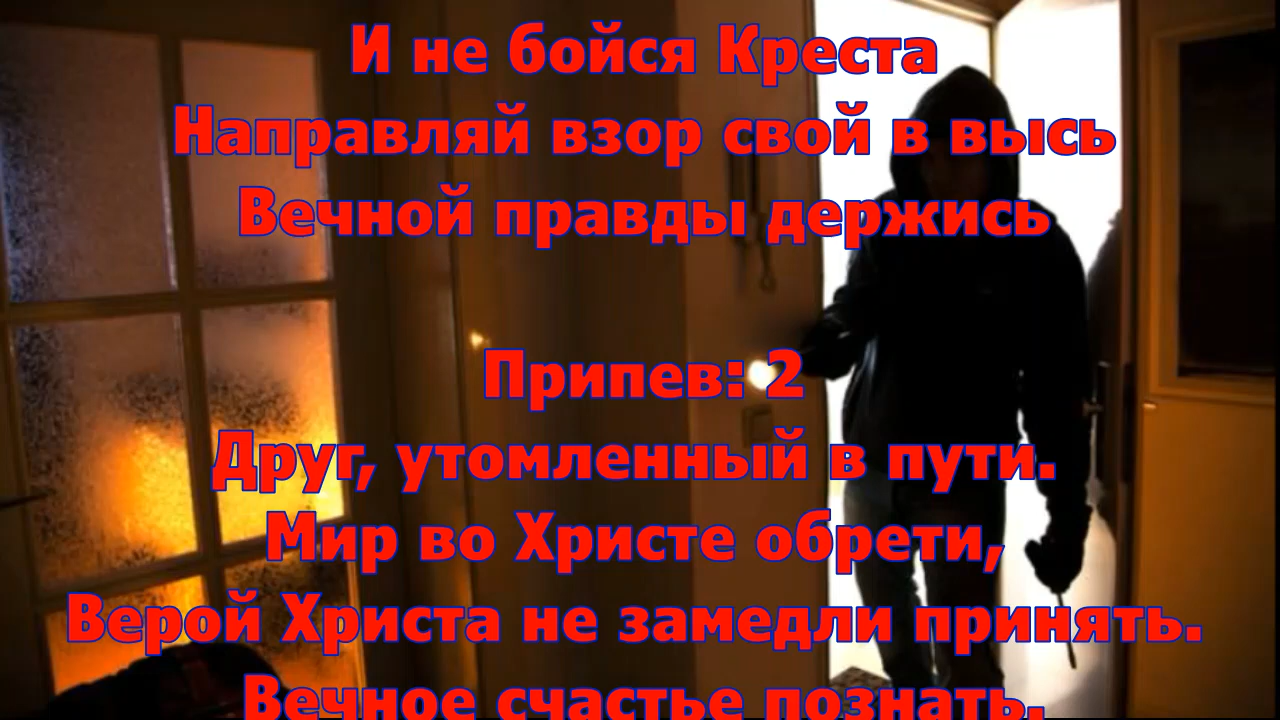 И не бойся Креста
Направляй взор свой в высь
Вечной правды держись
Припев: 2
Друг, утомленный в пути.
Мир во Христе обрети,
Верой Христа не замедли принять.
Вечное счастье познать.